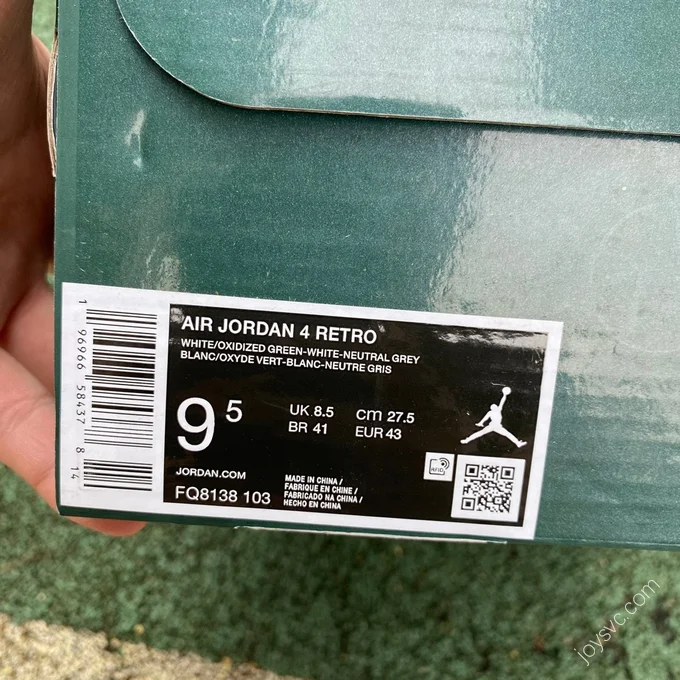 AIR JORDAN 4 RETRO
WHITE/OXIDIZED GREEN-WHITE-NEUTRAL GREY
BLANC/OXYDE VERT-BLANC-NEUTRE GRIS
9 5
UK 8.5 cm 27.5
BR 41 EUR 43
JORDAN.COM
FQ8138 103
MADE IN CHINA /
FABRIQUE EN CHINE /
FABRICADO NA CHINA /
HECHO EN CHINA
RFID
1 96966 58437 8 14
joysvc.com